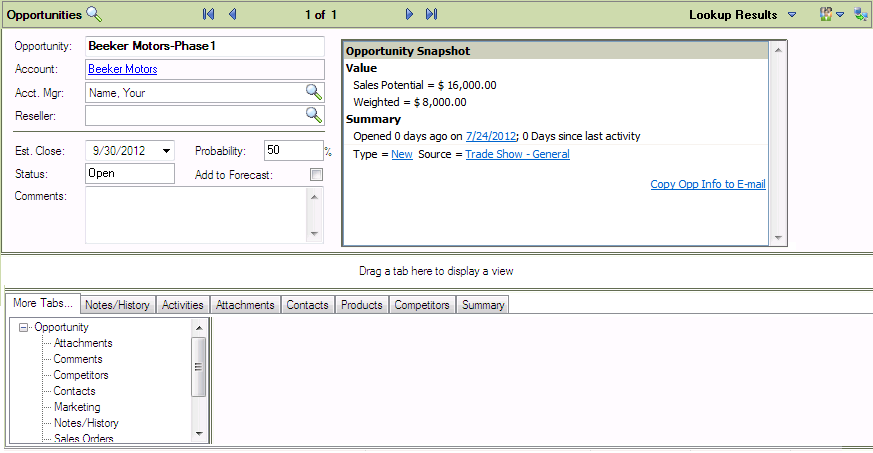 Opportunities 1 of 1 Lookup Results
Opportunity: Beeker Motors-Phase1
Account: Beeker Motors
Acct. Mgr: Name, Your
Reseller:
Est. Close: 9/30/2012 Probability: 50 %
Status: Open Add to Forecast:
Comments:
Opportunity Snapshot
Value
Sales Potential = $ 16,000.00
Weighted = $ 8,000.00
Summary
Opened 0 days ago on 7/24/2012; 0 Days since last activity
Type = New Source = Trade Show - General
Copy Opp Info to E-mail
Drag a tab here to display a view
More Tabs... Notes/History Activities Attachments Contacts Products Competitors Summary
Opportunity
Attachments
Comments
Competitors
Contacts
Marketing
Notes/History
Sales Orders